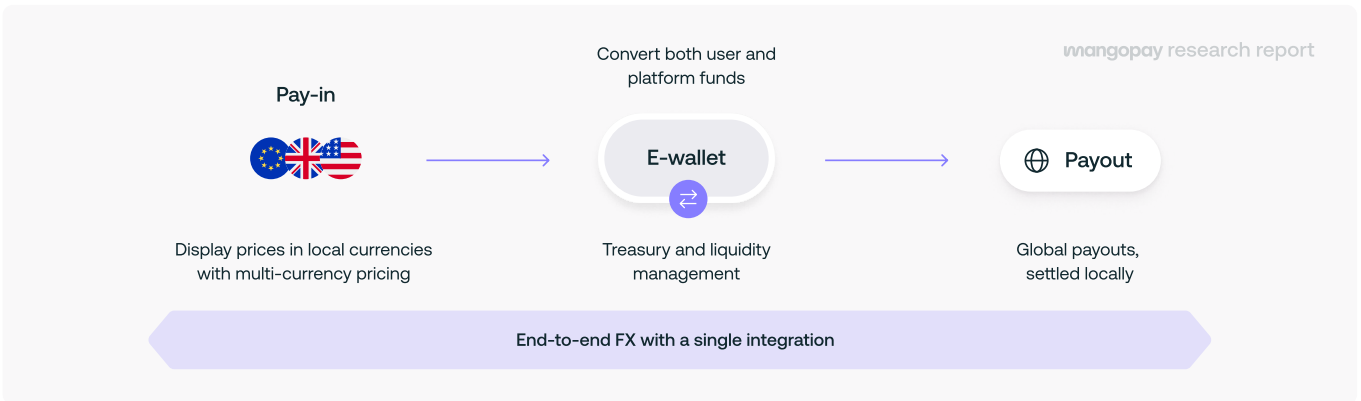 mangopay research report
Convert both user and
platform funds
Pay-in
E-wallet
Payout
Display prices in local currencies
with multi-currency pricing
Treasury and liquidity
management
Global payouts,
settled locally
End-to-end FX with a single integration